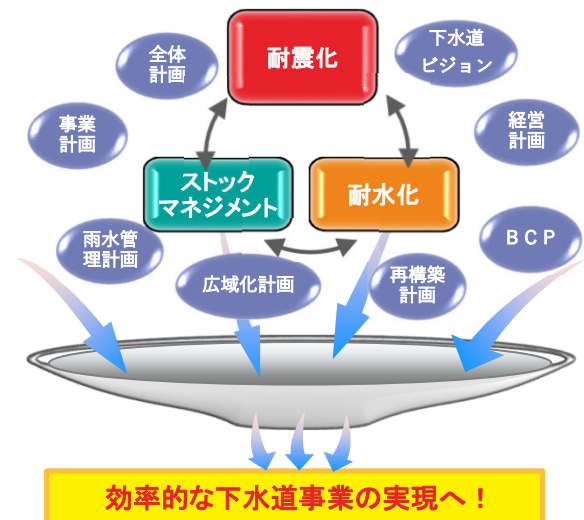 耐震化
下水道
ビジョン
全体
計画
事業
計画
経営
計画
ストック
マネジメント
耐水化
雨水管
理計画
広域化計画
再構築
計画
ＢＣＰ
効率的な下水道事業の実現へ！